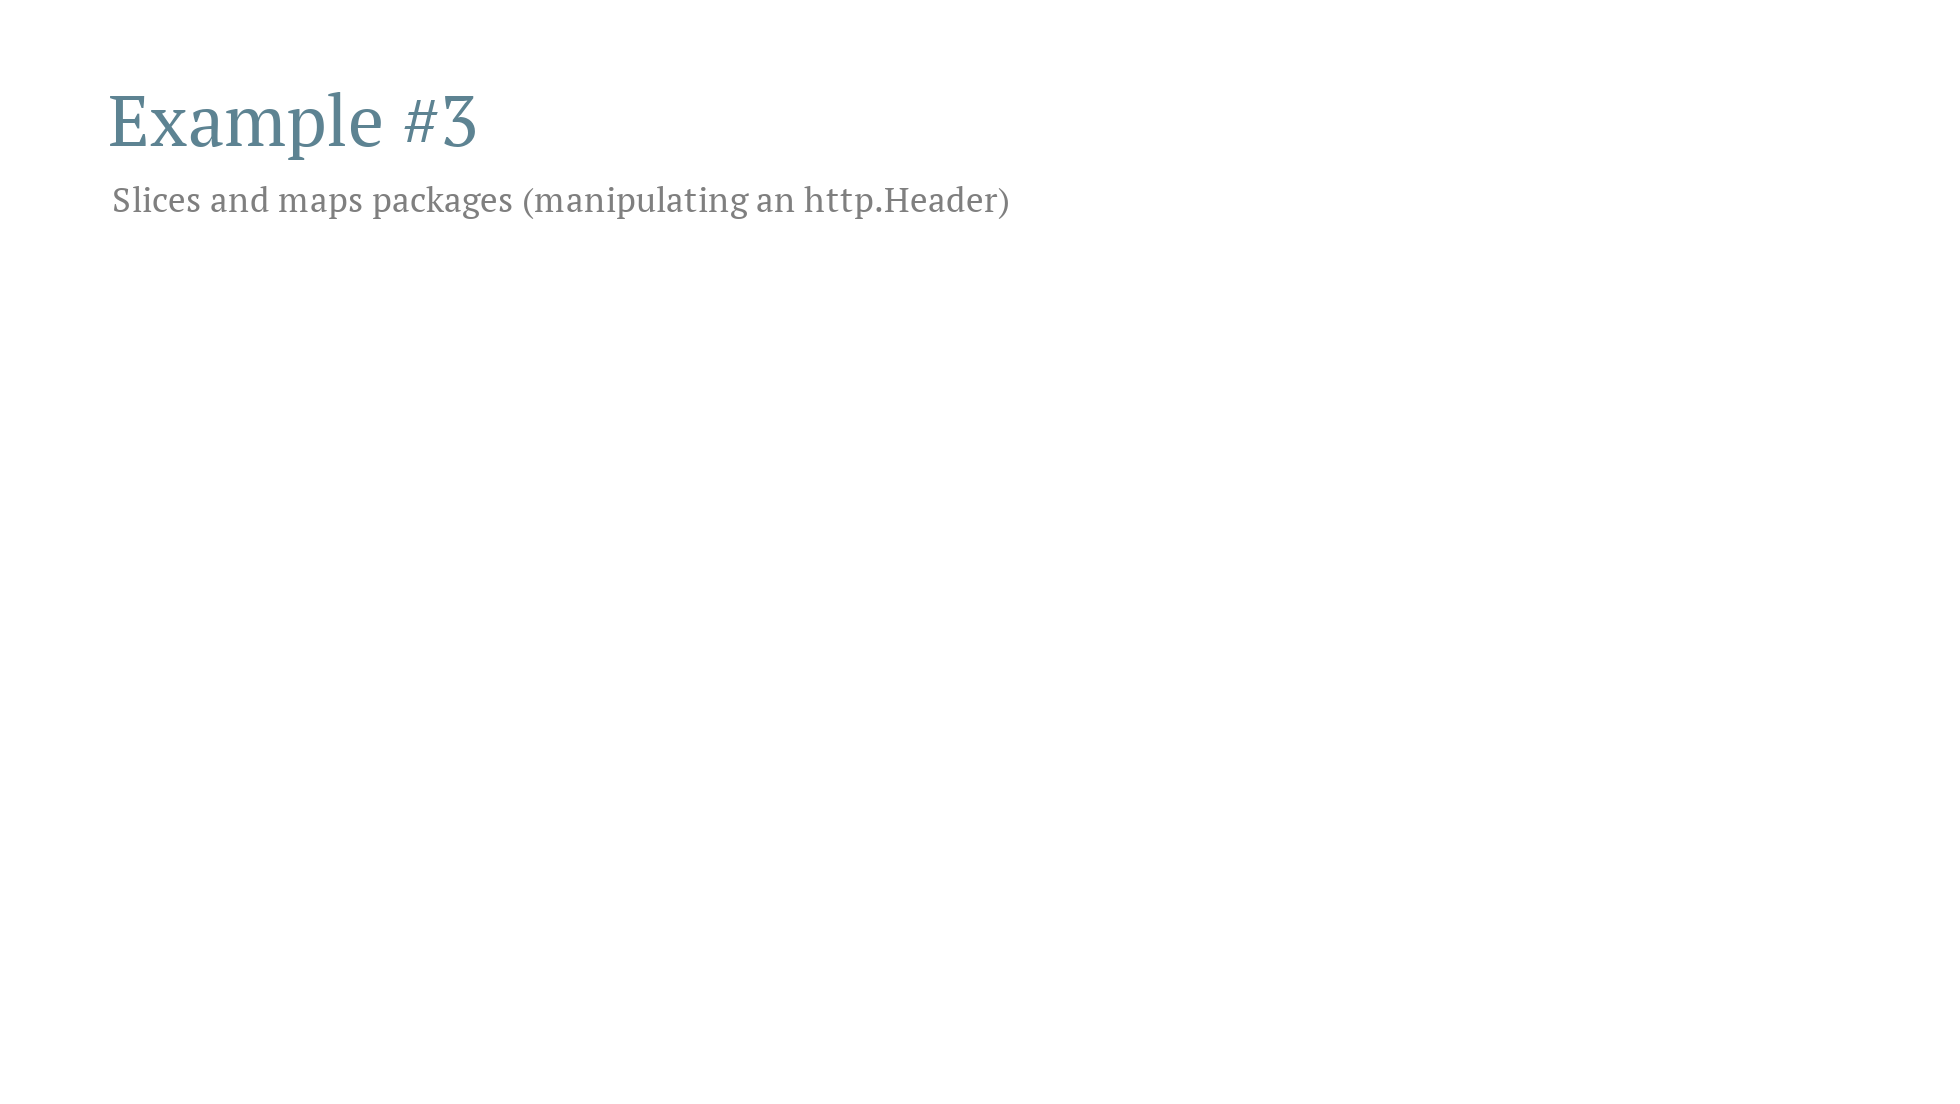 Example #3
Slices and maps packages (manipulating an http.Header)